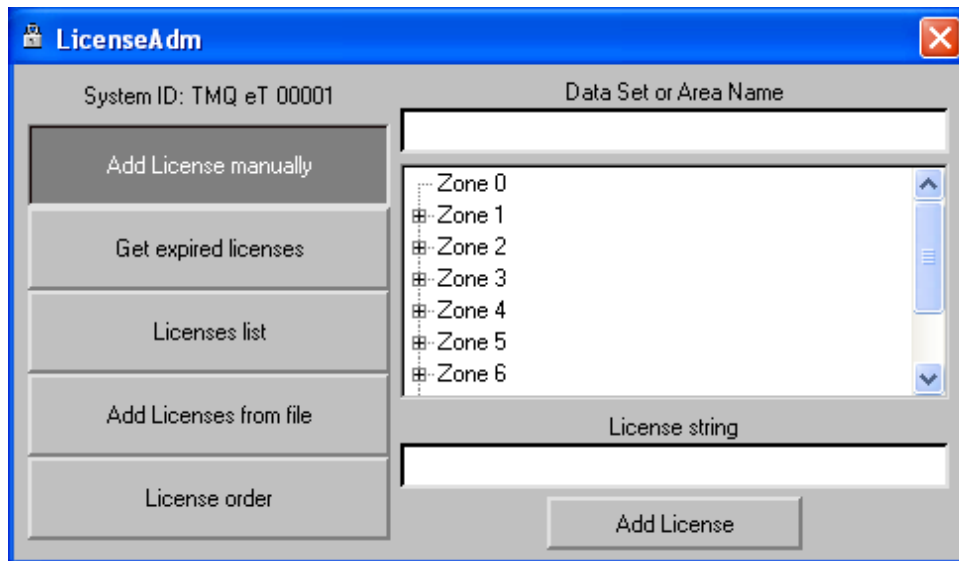 LicenseAdm
System ID: TMQ eT 00001
Add License manually
Get expired licenses
Licenses list
Add Licenses from file
License order
Data Set or Area Name
Zone 0
Zone 1
Zone 2
Zone 3
Zone 4
Zone 5
Zone 6
License string
Add License